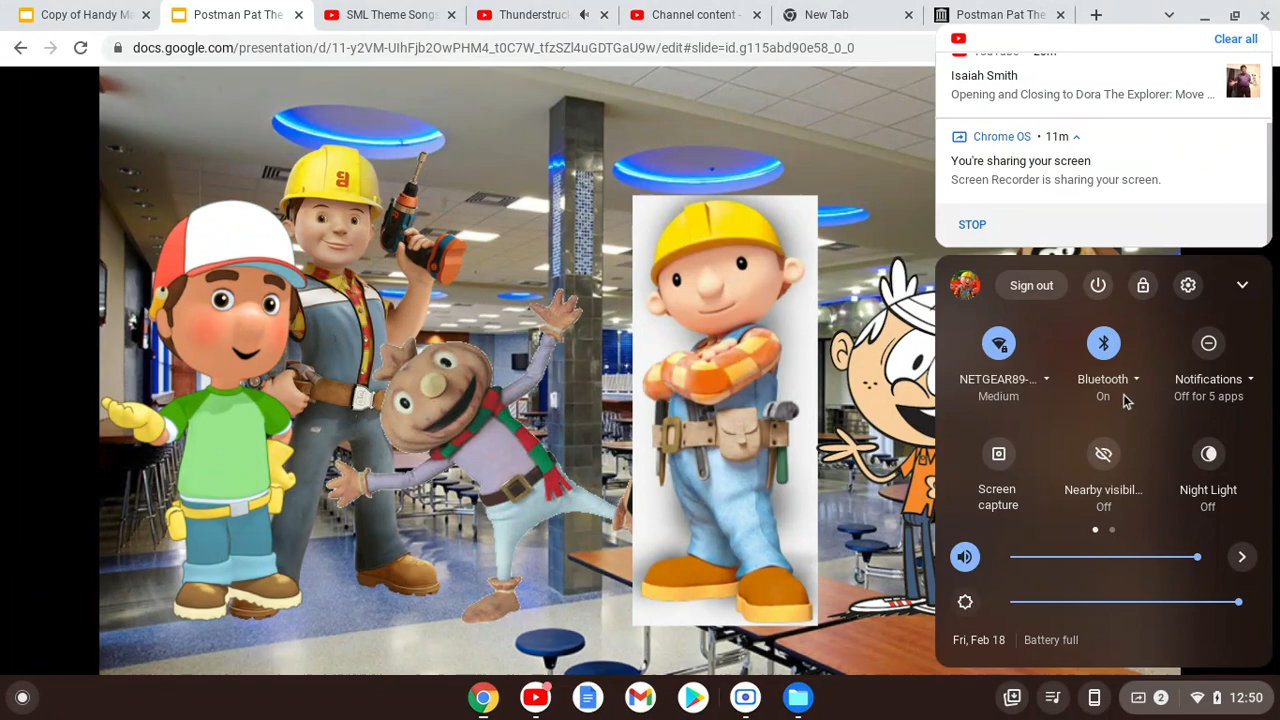 Copy of Handy Ma
Postman Pat The
SML Theme Songs
Thunderstruck
Channel content -
New Tab
Postman Pat The
docs.google.com/presentation/d/11-y2VM-UIhFjb2OwPHM4_t0C7W_tfzSZl4uGDTGaU9w/edit#slide=id.g115abd90e58_0_0
Clear all
Isaiah Smith
Opening and Closing to Dora The Explorer: Move ...
Chrome OS • 11m
You're sharing your screen
Screen Recorder is sharing your screen.
STOP
Sign out
NETGEAR89-...
Medium
Bluetooth
On
Notifications
Off for 5 apps
Screen
capture
Nearby visibil...
Off
Night Light
Off
Fri, Feb 18
Battery full
2
12:50